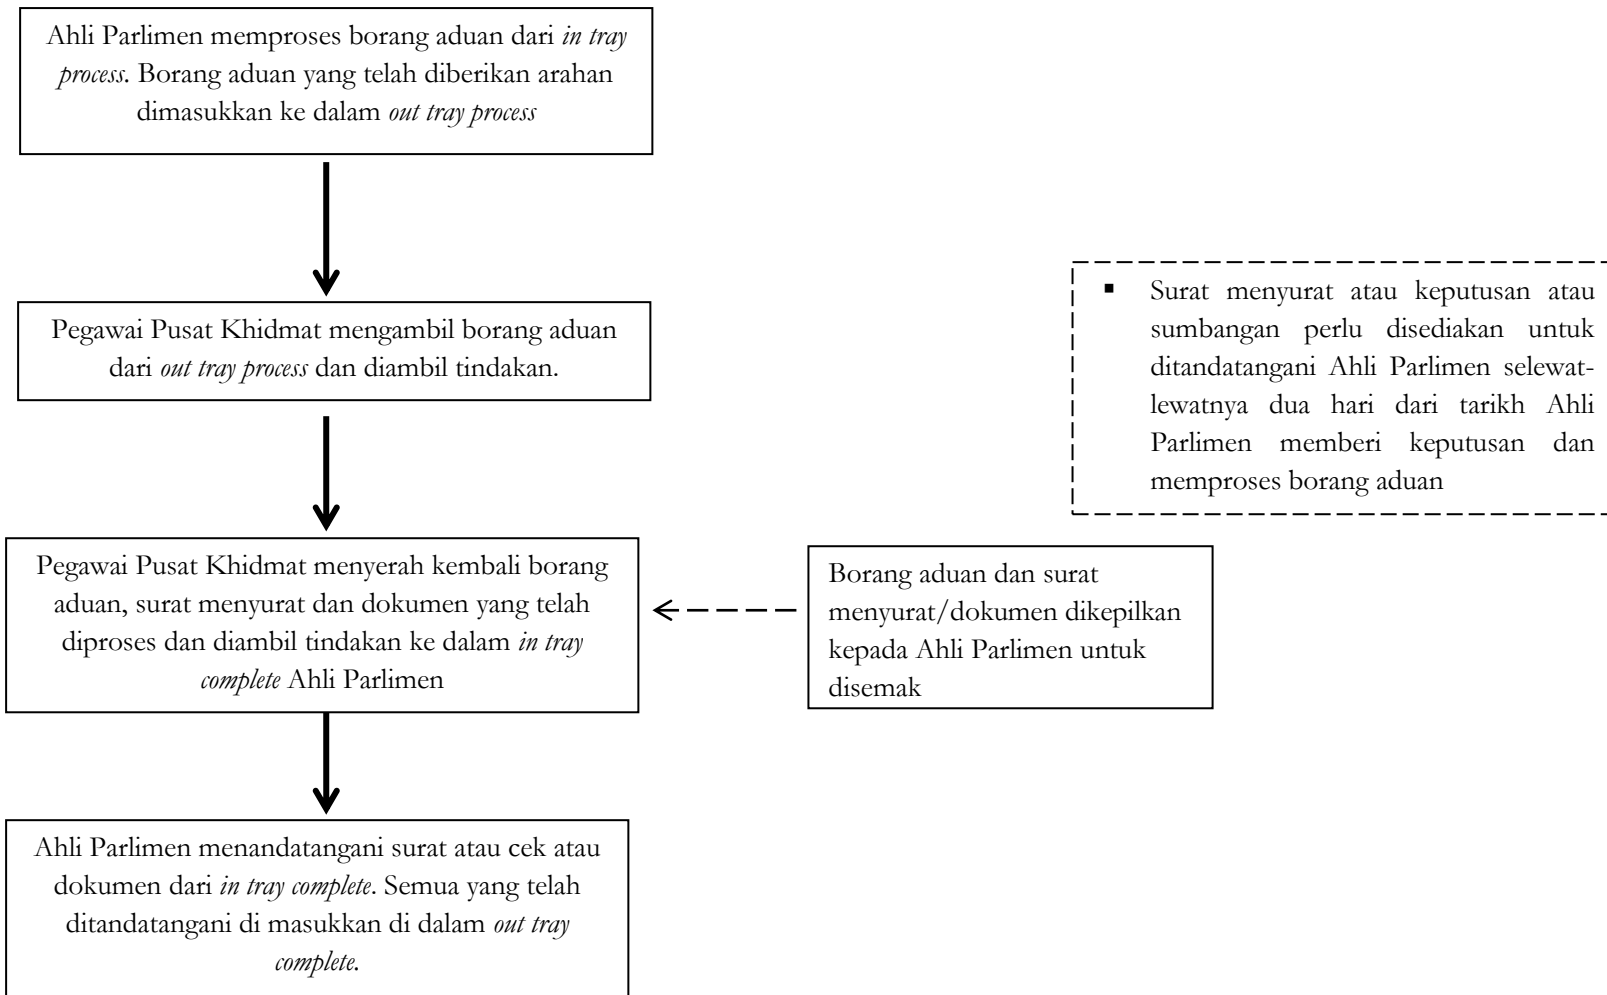 Ahli Parlimen memproses borang aduan dari in tray
process. Borang aduan yang telah diberikan arahan
dimasukkan ke dalam out tray process
Pegawai Pusat Khidmat mengambil borang aduan
dari out tray process dan diambil tindakan.
▪ Surat menyurat atau keputusan atau
sumbangan perlu disediakan untuk
ditandatangani Ahli Parlimen selewat-
lewatnya dua hari dari tarikh Ahli
Parlimen memberi keputusan dan
memproses borang aduan
Pegawai Pusat Khidmat menyerah kembali borang
aduan, surat menyurat dan dokumen yang telah
diproses dan diambil tindakan ke dalam in tray
complete Ahli Parlimen
Borang aduan dan surat
menyurat/dokumen dikepilkan
kepada Ahli Parlimen untuk
disemak
Ahli Parlimen menandatangani surat atau cek atau
dokumen dari in tray complete. Semua yang telah
ditandatangani di masukkan di dalam out tray
complete.